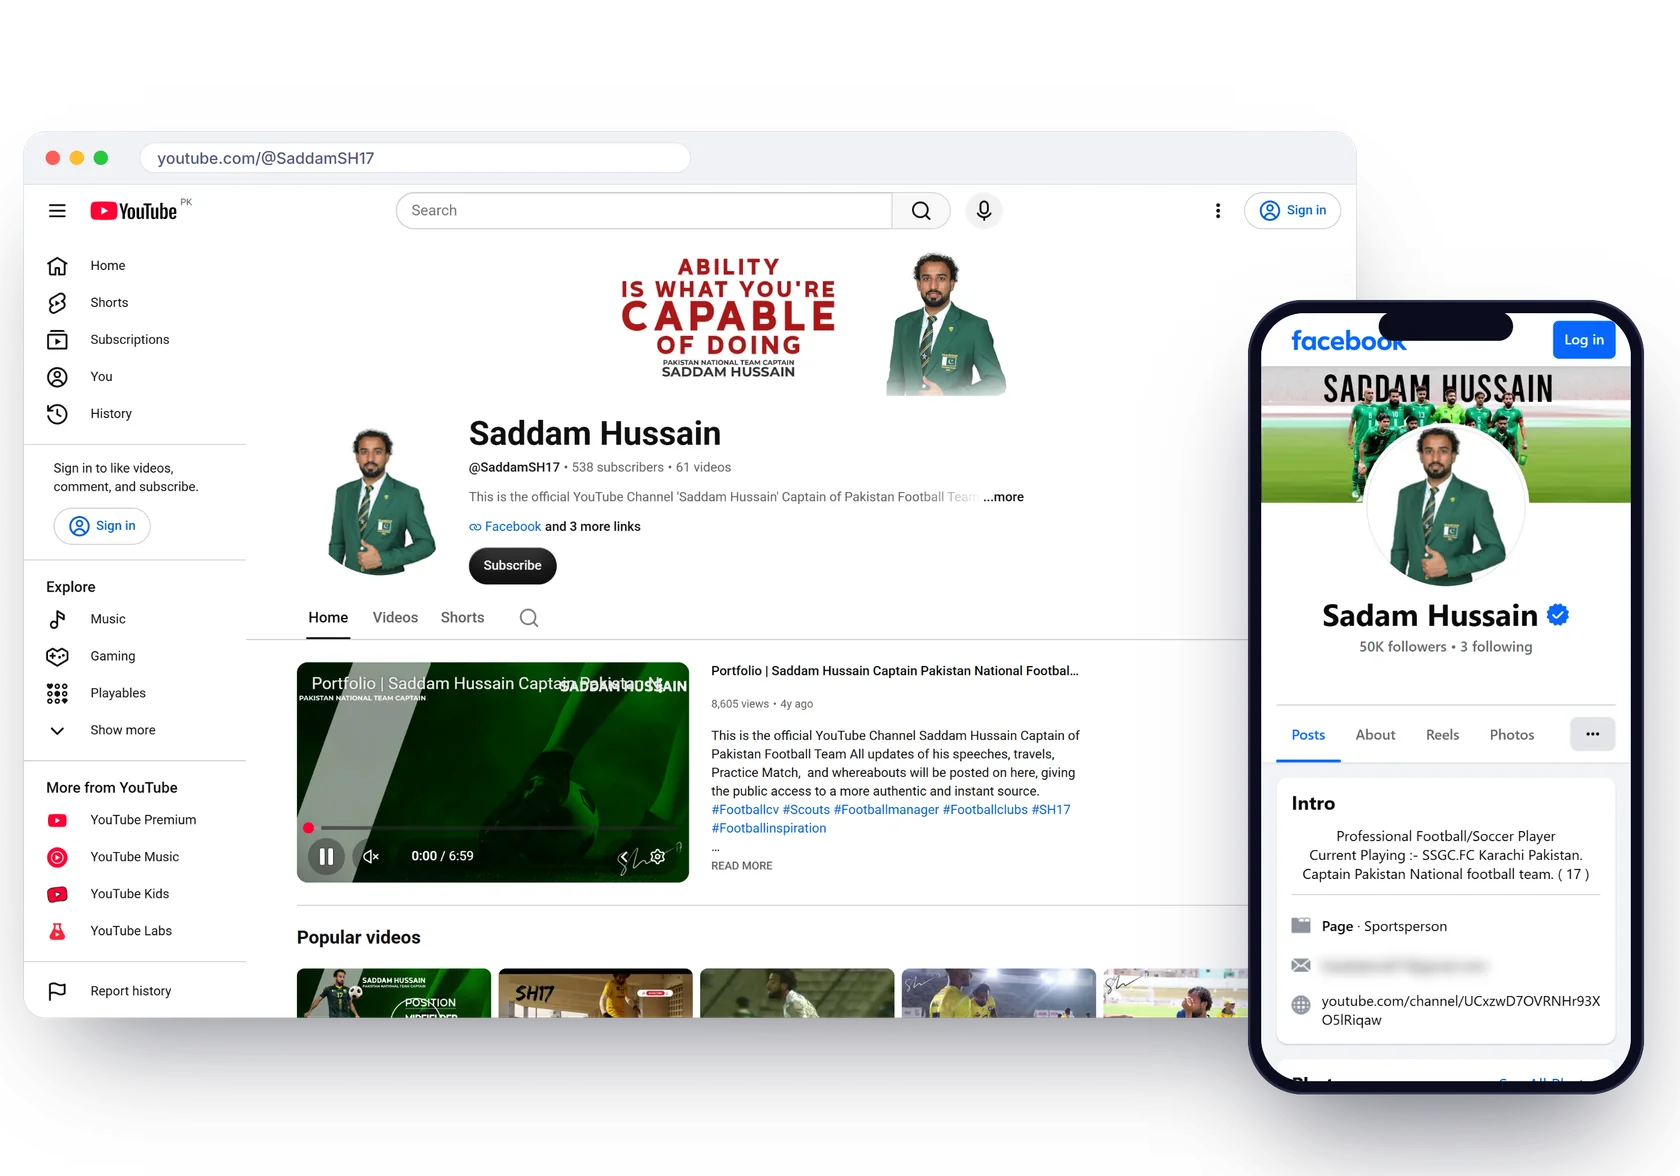 youtube.com/@SaddamSH17
YouTube PK
Search
Sign in
Home
Shorts
Subscriptions
You
History
Sign in to like videos,
comment, and subscribe.
Sign in
Explore
Music
Gaming
Playables
Show more
More from YouTube
YouTube Premium
YouTube Music
YouTube Kids
YouTube Labs
Report history
ABILITY
IS WHAT YOU'RE
CAPABLE
OF DOING
PAKISTAN NATIONAL TEAM CAPTAIN
SADDAM HUSSAIN
Saddam Hussain
@SaddamSH17 • 538 subscribers • 61 videos
This is the official YouTube Channel 'Saddam Hussain' Captain of Pakistan Football Team ...more
Facebook and 3 more links
Subscribe
Home Videos Shorts
Portfolio | Saddam Hussain Captain Pakistan N
SADDAM HUSSAIN
PAKISTAN NATIONAL TEAM CAPTAIN
0:00 / 6:59
Portfolio | Saddam Hussain Captain Pakistan National Footbal...
8,605 views • 4y ago
This is the official YouTube Channel Saddam Hussain Captain of
Pakistan Football Team All updates of his speeches, travels,
Practice Match, and whereabouts will be posted on here, giving
the public access to a more authentic and instant source.
#Footballcv #Scouts #Footballmanager #Footballclubs #SH17
#Footballinspiration
...
READ MORE
Popular videos
SADDAM HUSSAIN
PAKISTAN NATIONAL TEAM CAPTAIN
POSITION
MIDFIELDER
SH17
facebook
Log in
SADDAM HUSSAIN
Sadam Hussain
50K followers • 3 following
Posts About Reels Photos
Intro
Professional Football/Soccer Player
Current Playing :- SSGC.FC Karachi Pakistan.
Captain Pakistan National football team. ( 17 )
Page · Sportsperson
youtube.com/channel/UCxzwD7OVRNHr93X
O5lRiqaw